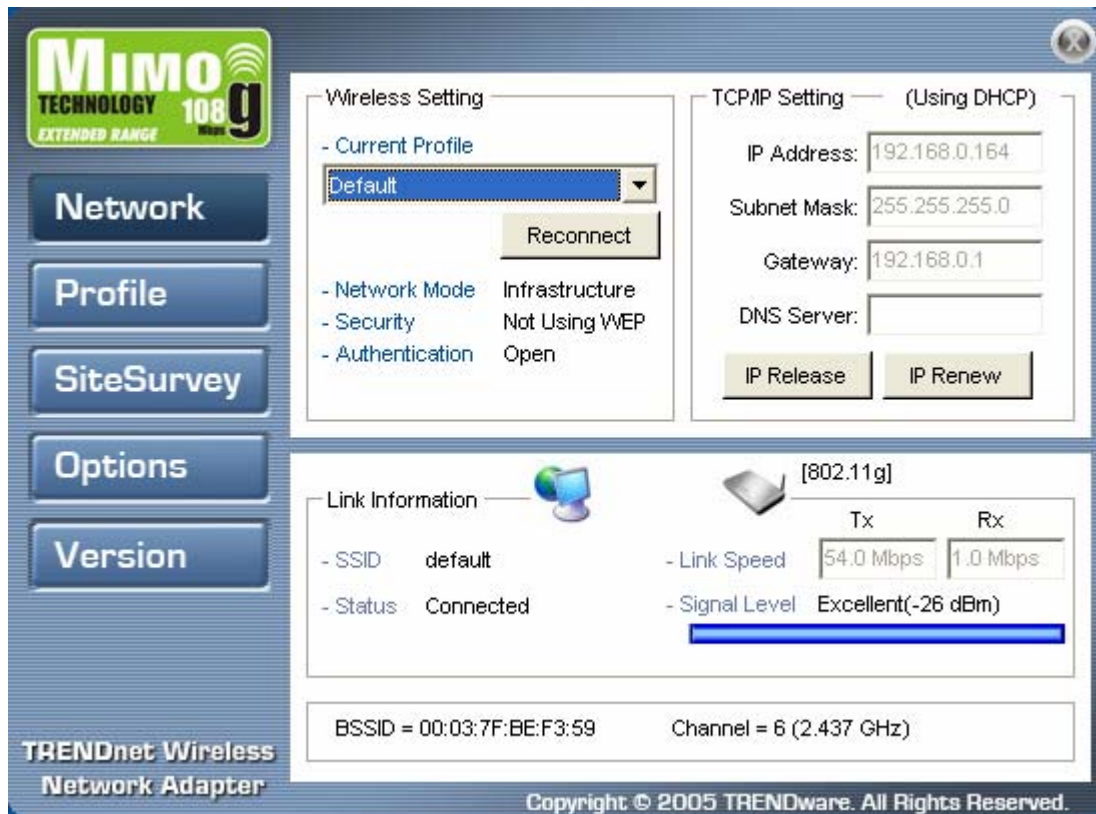 MIMO
TECHNOLOGY 108 Mbps g
EXTENDED RANGE
X
Network
Profile
SiteSurvey
Options
Version
TRENDnet Wireless
Network Adapter
Wireless Setting
- Current Profile
Default
Reconnect
- Network Mode Infrastructure
- Security Not Using WEP
- Authentication Open
TCP/IP Setting (Using DHCP)
IP Address: 192.168.0.164
Subnet Mask: 255.255.255.0
Gateway: 192.168.0.1
DNS Server:
IP Release IP Renew
Link Information
[802.11g]
Tx Rx
- SSID default
- Link Speed 54.0 Mbps 1.0 Mbps
- Status Connected
- Signal Level Excellent(-26 dBm)
BSSID = 00:03:7F:BE:F3:59 Channel = 6 (2.437 GHz)
Copyright © 2005 TRENDware. All Rights Reserved.